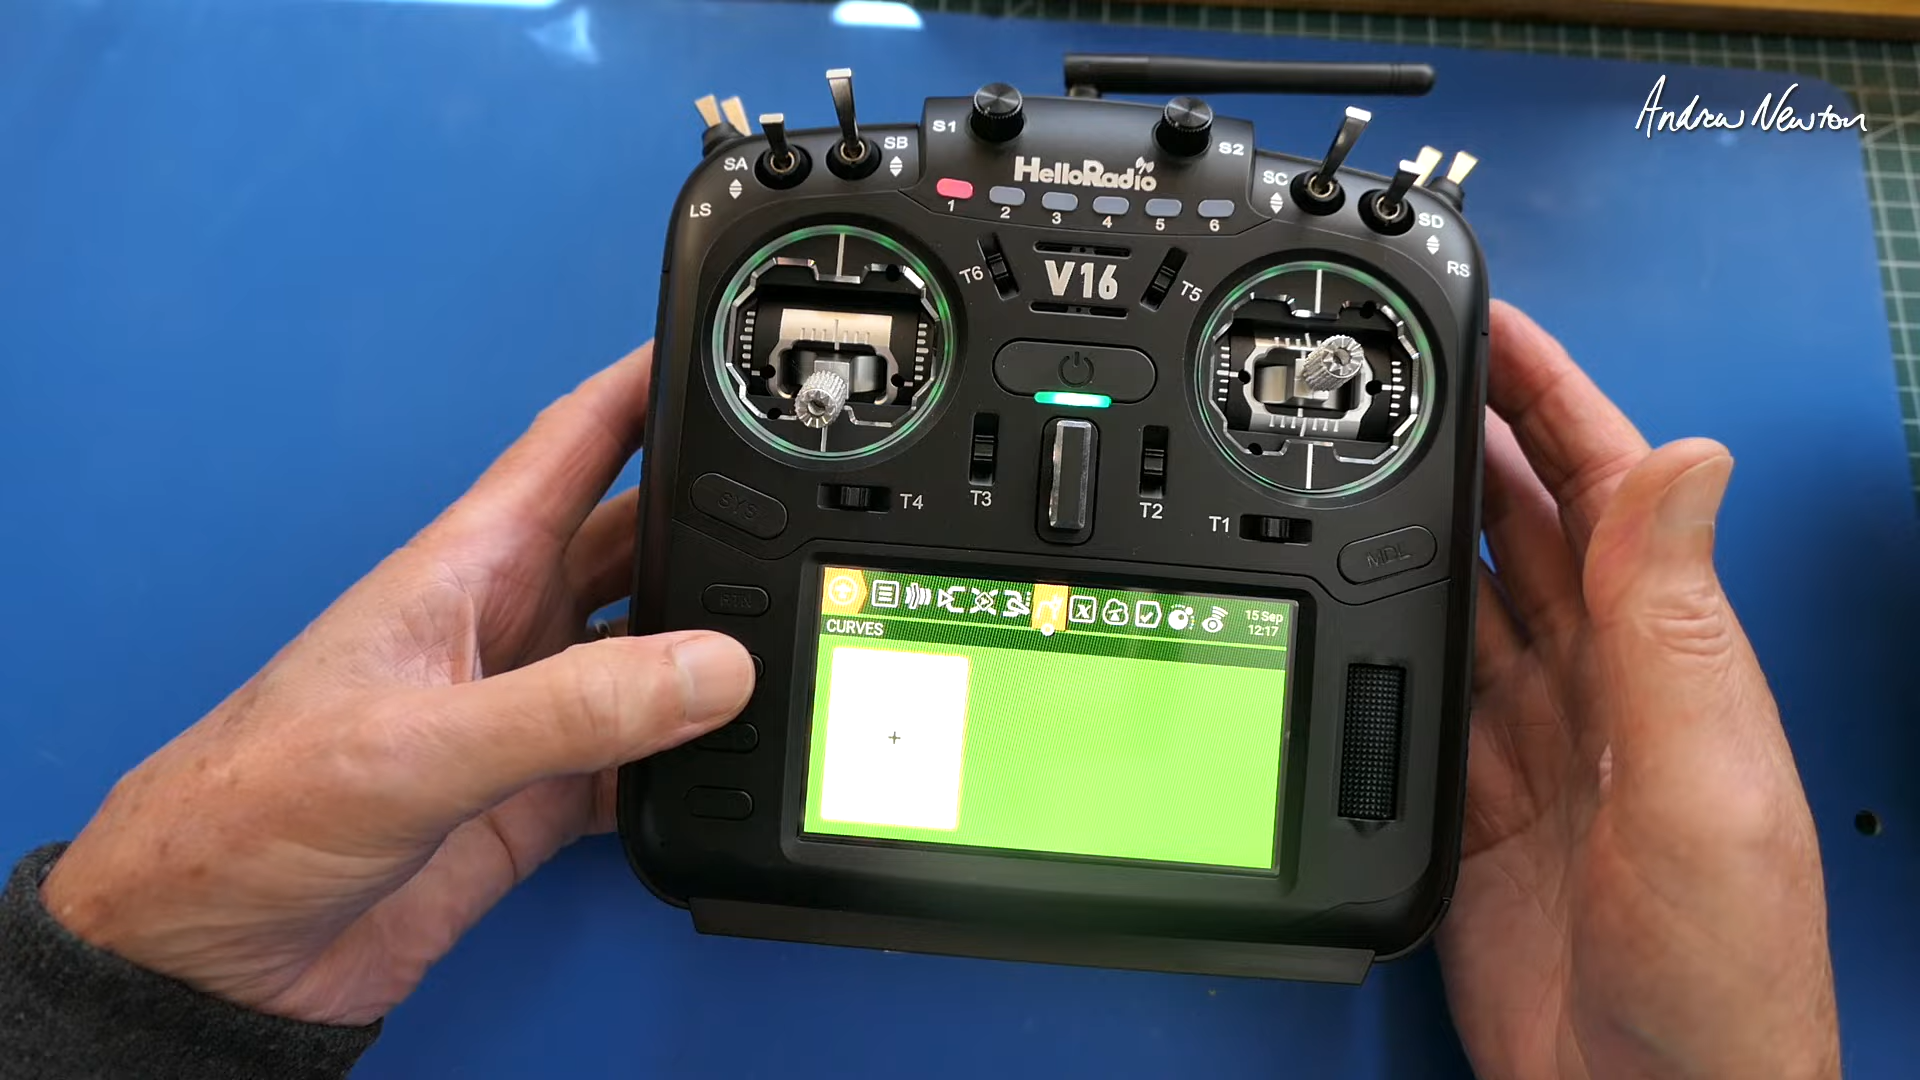 Andrew Newton
S1
S2
SA
SB
SC
SD
HelloRadio
LS
RS
1 2 3 4 5 6
T6
V16
T5
SYS
T4
T3
T2
T1
MDL
RTN
15 Sep
12:17
CURVES
+